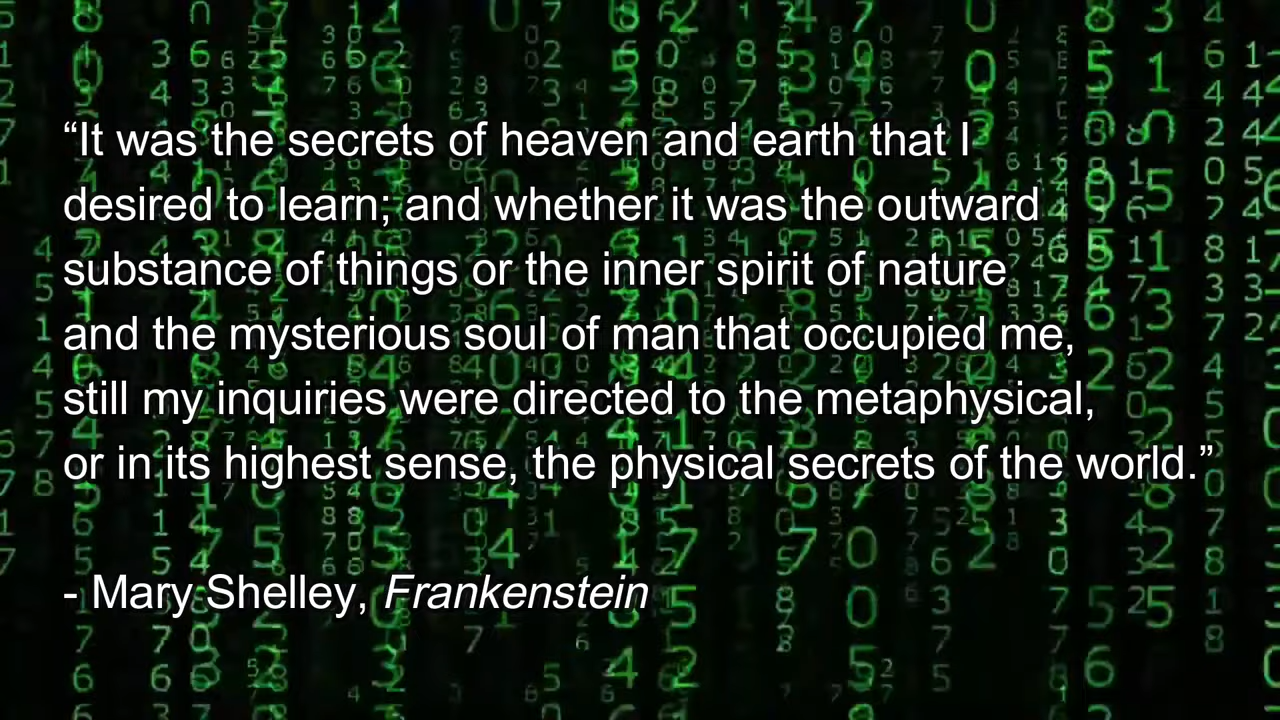 “It was the secrets of heaven and earth that I
desired to learn; and whether it was the outward
substance of things or the inner spirit of nature
and the mysterious soul of man that occupied me,
still my inquiries were directed to the metaphysical,
or in its highest sense, the physical secrets of the world.”
- Mary Shelley, Frankenstein